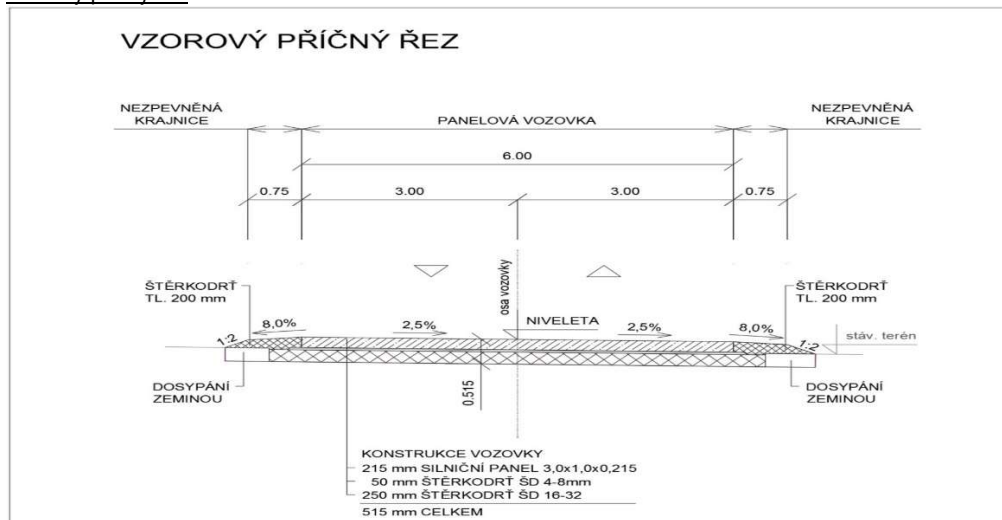 VZOROVÝ PŘÍČNÝ ŘEZ
NEZPEVNĚNÁ
KRAJNICE
PANELOVÁ VOZOVKA
NEZPEVNĚNÁ
KRAJNICE
6.00
0.75
3.00
3.00
0.75
osa vozovky
ŠTĚRKODRŤ
TL. 200 mm
ŠTĚRKODRŤ
TL. 200 mm
NIVELETA
1:2
8,0%
2,5%
2,5%
8,0%
1:2
stáv. terén
DOSYPÁNÍ
ZEMINOU
0.515
DOSYPÁNÍ
ZEMINOU
KONSTRUKCE VOZOVKY
215 mm SILNIČNÍ PANEL 3,0x1,0x0,215
50 mm ŠTĚRKODRŤ ŠD 4-8mm
250 mm ŠTĚRKODRŤ ŠD 16-32
515 mm CELKEM